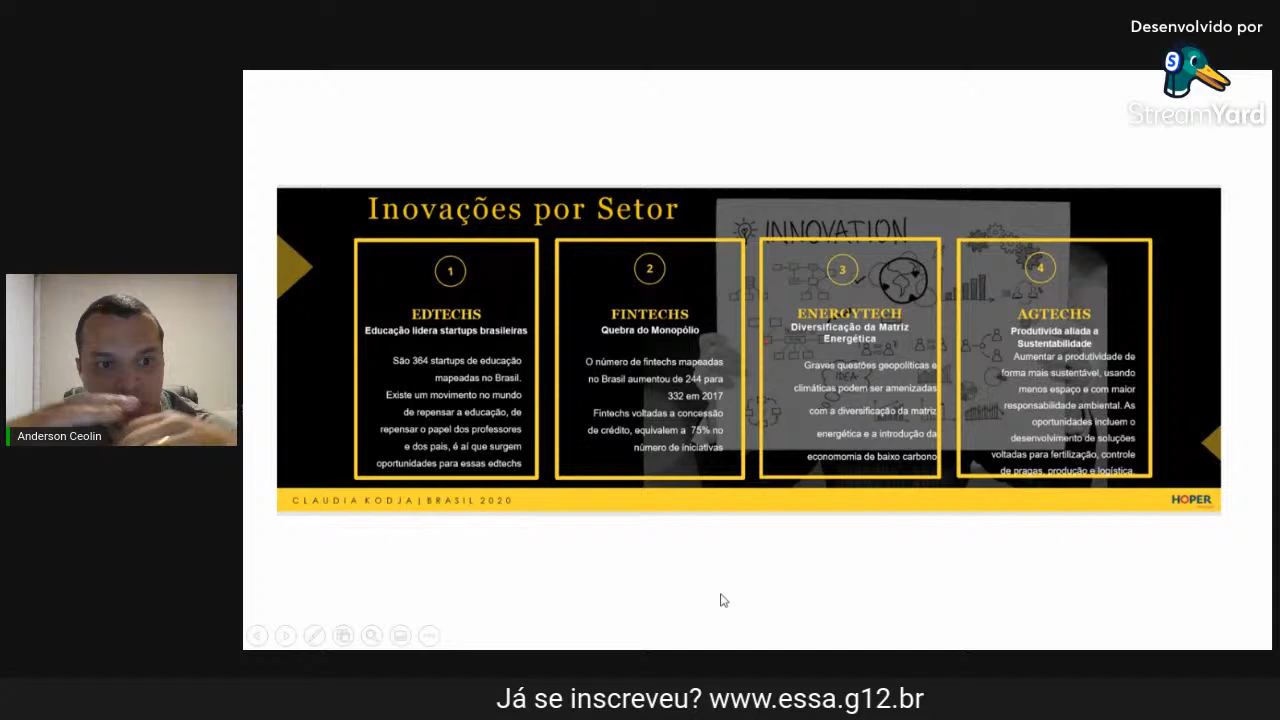 Desenvolvido por
StreamYard
Inovações por Setor
INNOVATION
1
EDTECHS
Educação lidera startups brasileiras
São 364 startups de educação
mapeadas no Brasil.
Existe um movimento no mundo
de repensar a educação, de
repensar o papel dos professores
e dos pais, é aí que surgem
oportunidades para essas edtechs
2
FINTECHS
Quebra do Monopólio
O número de fintechs mapeadas
no Brasil aumentou de 244 para
332 em 2017
Fintechs voltadas a concessão
de crédito, equivalem a 75% no
número de iniciativas
3
ENERGYTECH
Diversificação da Matriz
Energética
Graves questões geopolíticas e
climáticas podem ser amenizadas
com a diversificação da matriz
energética e a introdução da
econoomia de baixo carbono
4
AGTECHS
Produtivida aliada a
Sustentabilidade
Aumentar a produtividade de
forma mais sustentável, usando
menos espaço e com maior
responsabilidade ambiental. As
oportunidades incluem o
desenvolvimento de soluções
voltadas para fertilização, controle
de pragas, produção e logística.
IDEA
CLAUDIA KODJA | BRASIL 2020
HOPER
Anderson Ceolin
Já se inscreveu? www.essa.g12.br